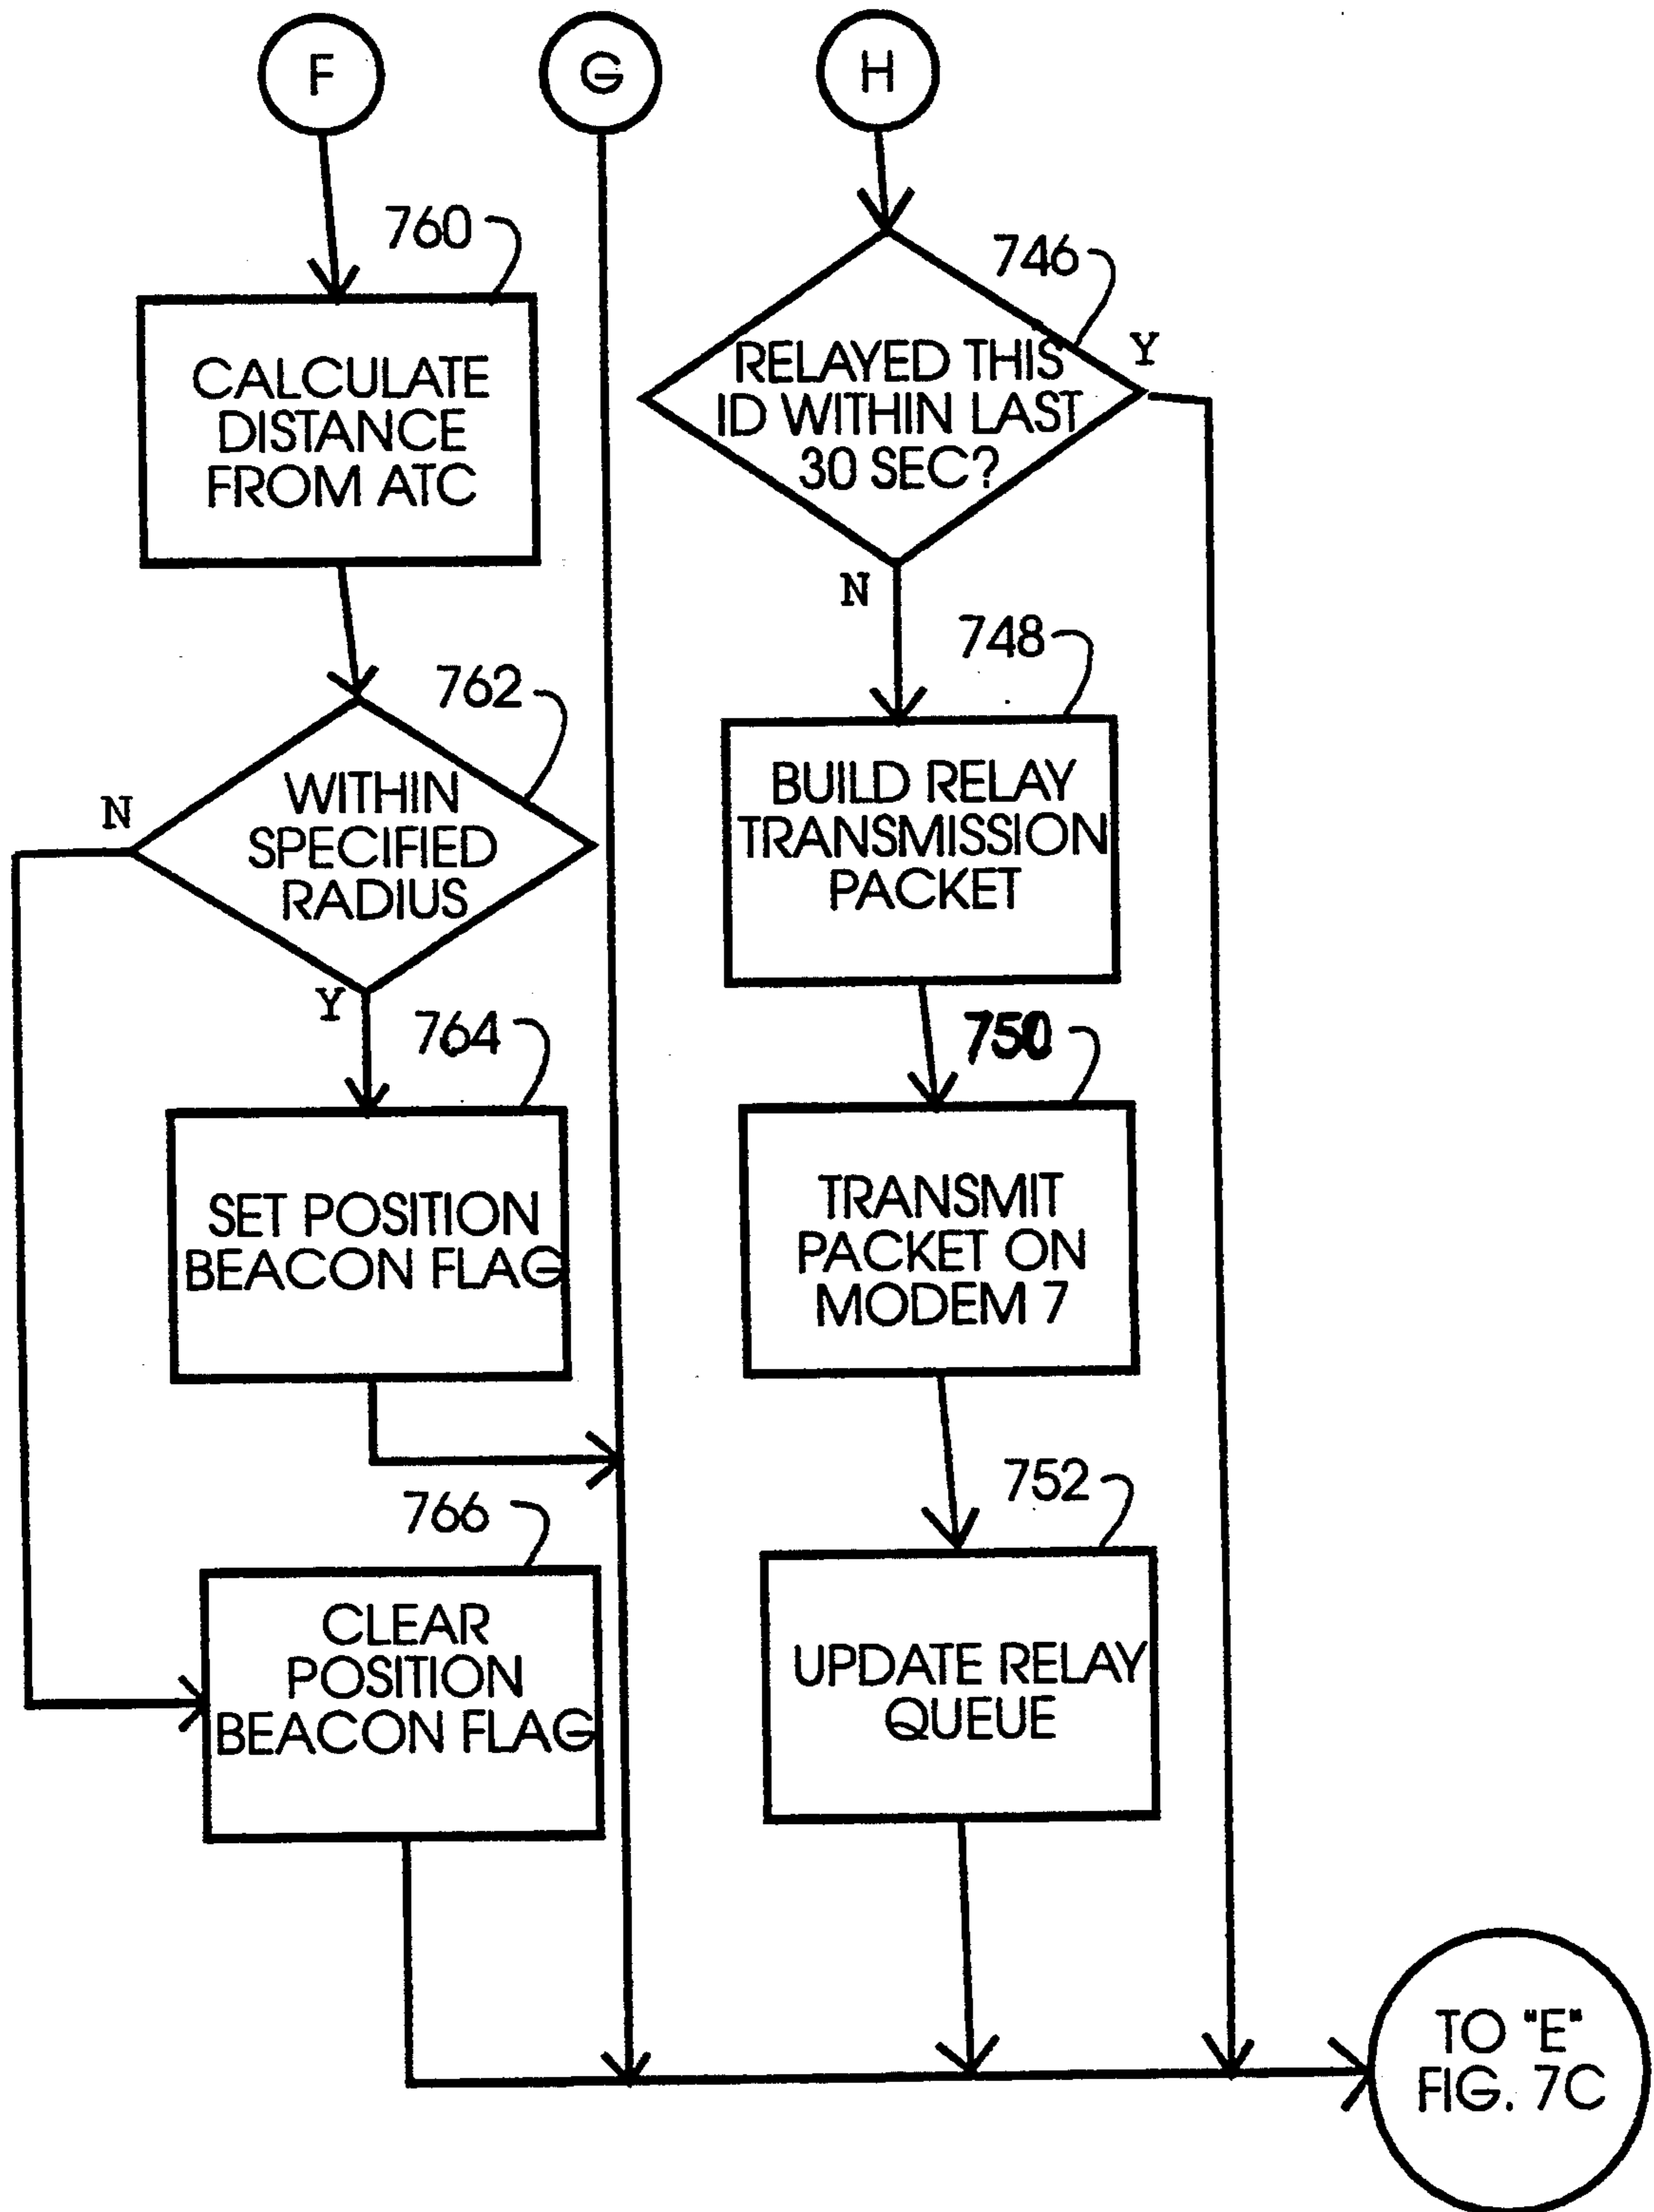 F
G
H
760
CALCULATE
DISTANCE
FROM ATC
746
RELAYED THIS
ID WITHIN LAST
30 SEC?
Y
N
762
WITHIN
SPECIFIED
RADIUS
N
Y
748
BUILD RELAY
TRANSMISSION
PACKET
764
SET POSITION
BEACON FLAG
750
TRANSMIT
PACKET ON
MODEM 7
766
CLEAR
POSITION
BEACON FLAG
752
UPDATE RELAY
QUEUE
TO "E"
FIG. 7C